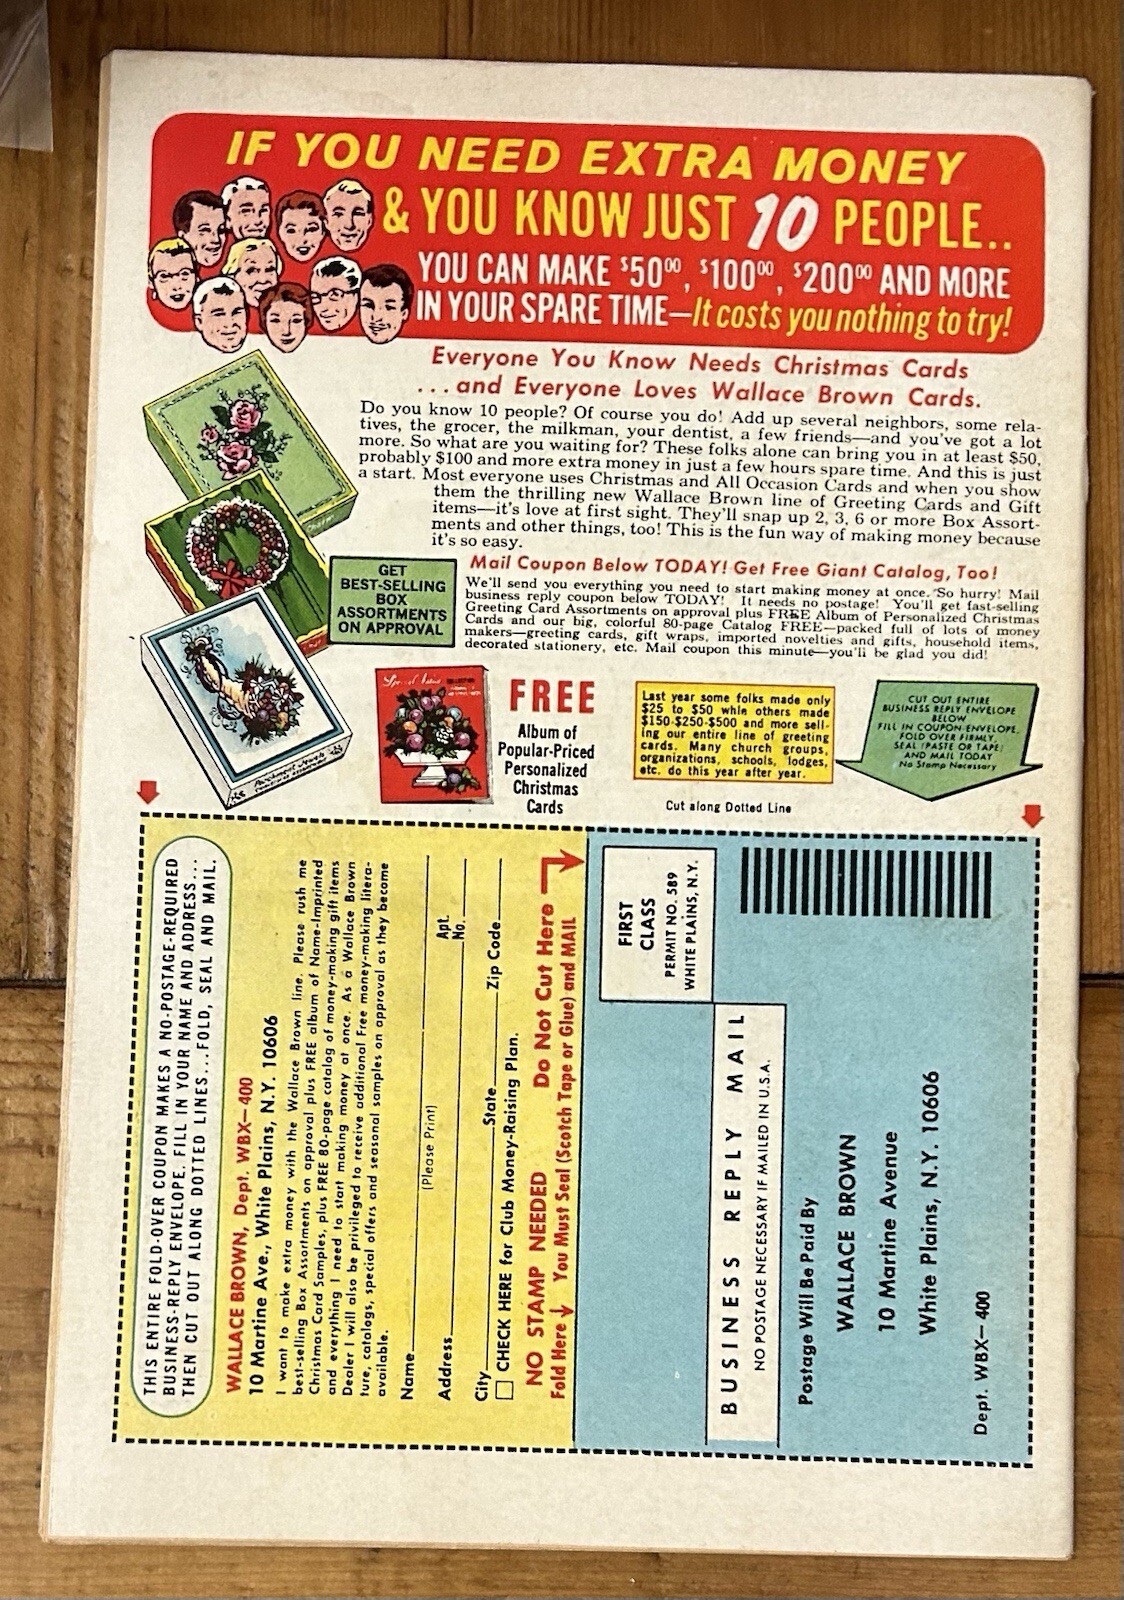 IF YOU NEED EXTRA MONEY
& YOU KNOW JUST 10 PEOPLE..
YOU CAN MAKE $50⁰⁰, $100⁰⁰, $200⁰⁰ AND MORE
IN YOUR SPARE TIME—It costs you nothing to try!
Everyone You Know Needs Christmas Cards
...and Everyone Loves Wallace Brown Cards.
Do you know 10 people? Of course you do! Add up several neighbors, some rela-
tives, the grocer, the milkman, your dentist, a few friends—and you've got a lot
more. So what are you waiting for? These folks alone can bring you in at least $50,
probably $100 and more extra money in just a few hours spare time. And this is just
a start. Most everyone uses Christmas and All Occasion Cards and when you show
them the thrilling new Wallace Brown line of Greeting Cards and Gift
items—it's love at first sight. They'll snap up 2, 3, 6 or more Box Assort-
ments and other things, too! This is the fun way of making money because
it's so easy.
GET
BEST-SELLING
BOX
ASSORTMENTS
ON APPROVAL
Mail Coupon Below TODAY! Get Free Giant Catalog, Too!
We'll send you everything you need to start making money at once. So hurry! Mail
business reply coupon below TODAY! It needs no postage! You'll get fast-selling
Greeting Card Assortments on approval plus FREE Album of Personalized Christmas
Cards and our big, colorful 80-page Catalog FREE—packed full of lots of money
makers—greeting cards, gift wraps, imported novelties and gifts, household items,
decorated stationery, etc. Mail coupon this minute—you'll be glad you did!
FREE
Album of
Popular-Priced
Personalized
Christmas
Cards
Last year some folks made only
$25 to $50 while others made
$150-$250-$500 and more sell-
ing our entire line of greeting
cards. Many church groups,
organizations, schools, lodges,
etc. do this year after year.
CUT OUT ENTIRE
BUSINESS REPLY ENVELOPE
BELOW
FILL IN COUPON-ENVELOPE,
FOLD OVER FIRMLY,
SEAL (PASTE OR TAPE)
AND MAIL TODAY
No Stamp Necessary
Cut along Dotted Line
THIS ENTIRE FOLD-OVER COUPON MAKES A NO-POSTAGE-REQUIRED
BUSINESS-REPLY ENVELOPE. FILL IN YOUR NAME AND ADDRESS...
THEN CUT OUT ALONG DOTTED LINES...FOLD, SEAL AND MAIL.
WALLACE BROWN, Dept. WBX—400
10 Martine Ave., White Plains, N.Y. 10606
I want to make extra money with the Wallace Brown line. Please rush me
best-selling Box Assortments on approval plus FREE album of Name-Imprinted
Christmas Card Samples, plus FREE 80-page catalog of money-making gift items
and everything I need to start making money at once. As a Wallace Brown
Dealer I will also be privileged to receive additional Free money-making litera-
ture, catalogs, special offers and seasonal samples on approval as they become
available.
Name
(Please Print)
Address Apt. No.
City State Zip Code
CHECK HERE for Club Money-Raising Plan.
NO STAMP NEEDED Do Not Cut Here
Fold Here You Must Seal (Scotch Tape or Glue) and MAIL
FIRST
CLASS
PERMIT NO. 589
WHITE PLAINS, N.Y.
BUSINESS REPLY MAIL
NO POSTAGE NECESSARY IF MAILED IN U.S.A.
Postage Will Be Paid By
WALLACE BROWN
10 Martine Avenue
White Plains, N.Y. 10606
Dept. WBX—400